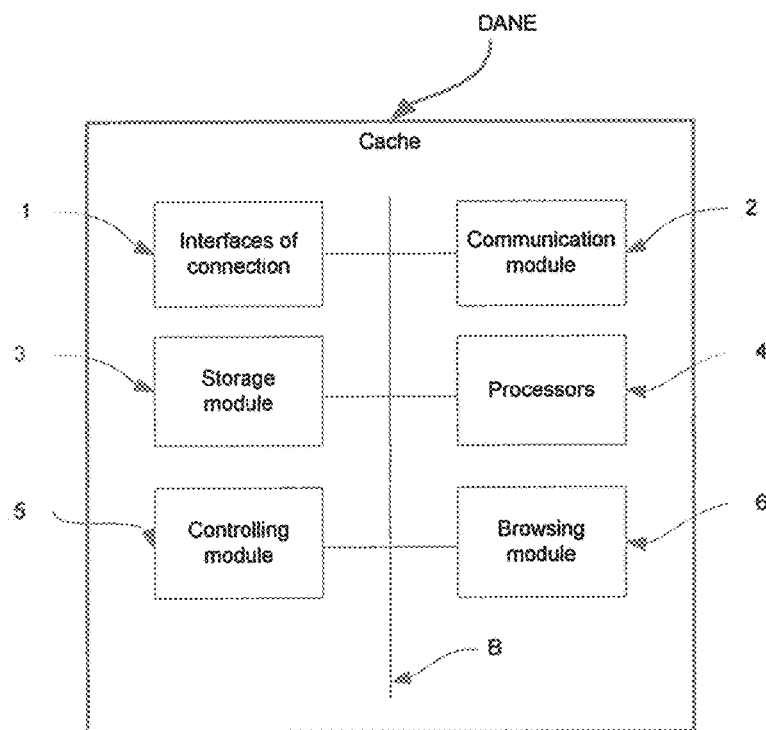 DANE
Cache
1
Interfaces of
connection
Communication
module
2
3
Storage
module
Processors
4
5
Controlling
module
Browsing
module
6
B